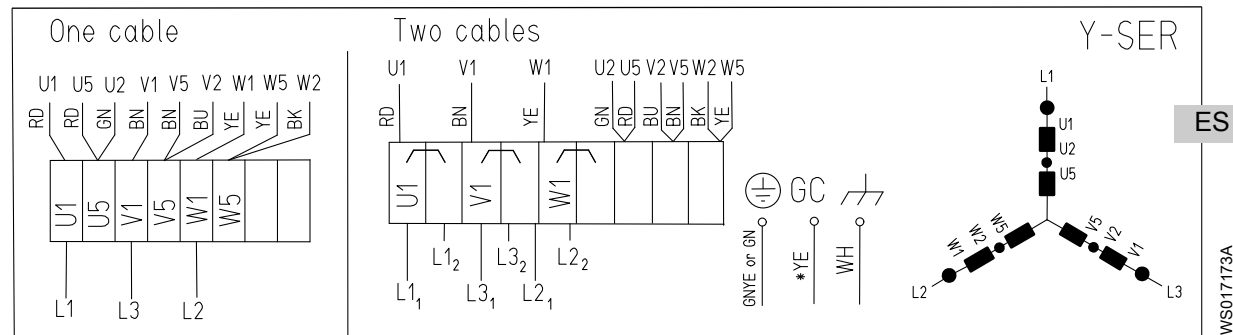 One cable
Two cables
Y-SER
U1 U5 U2 V1 V5 V2 W1 W5 W2
RD RD GN BN BN BU YE YE BK
U1 U5 V1 V5 W1 W5
L1 L3 L2
U1 V1 W1 U2 U5 V2 V5 W2 W5
RD BN YE GN RD BU BN BK YE
U1 V1 W1
L1₂ L3₂ L2₂
L1₁ L3₁ L2₁
GC
GNYE or GN
*YE
WH
L1
U1
U2
U5
W1 W2 W5
V5 V2 V1
L2
L3
ES
WS017173A